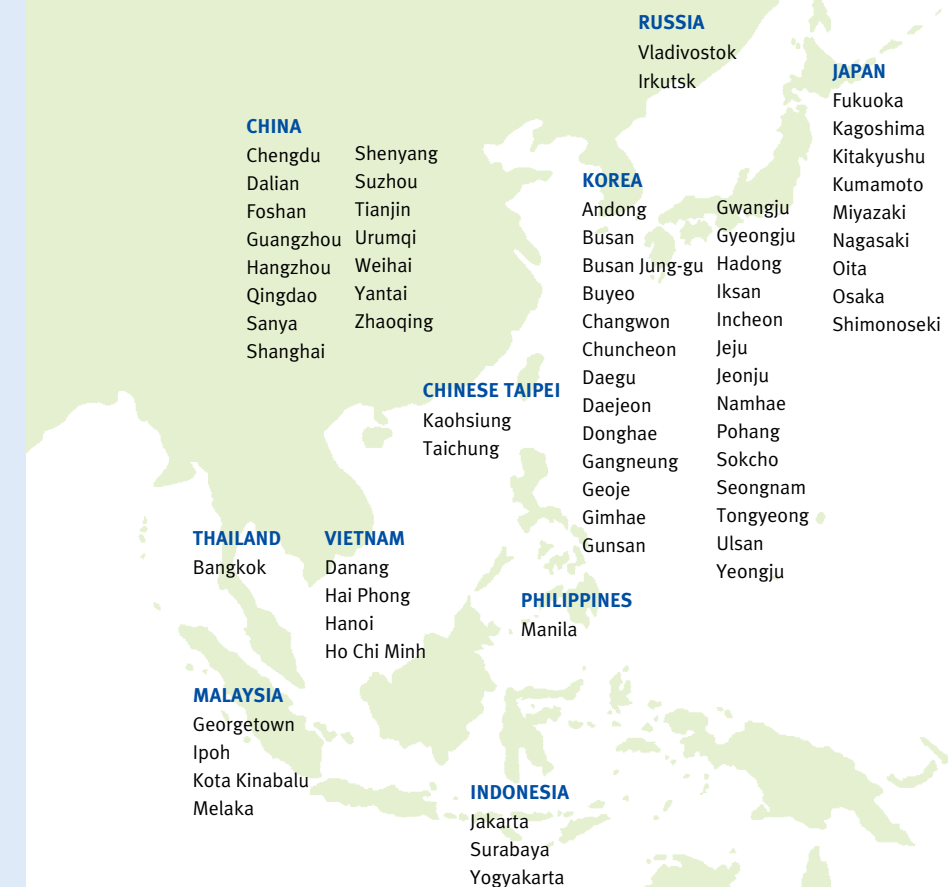 RUSSIA
Vladivostok
Irkutsk
JAPAN
Fukuoka
Kagoshima
Kitakyushu
Kumamoto
Miyazaki
Nagasaki
Oita
Osaka
Shimonoseki
CHINA
Chengdu
Dalian
Foshan
Guangzhou
Hangzhou
Qingdao
Sanya
Shanghai
Shenyang
Suzhou
Tianjin
Urumqi
Weihai
Yantai
Zhaoqing
KOREA
Andong
Busan
Busan Jung-gu
Buyeo
Changwon
Chuncheon
Daegu
Daejeon
Donghae
Gangneung
Geoje
Gimhae
Gunsan
Gwangju
Gyeongju
Hadong
Iksan
Incheon
Jeju
Jeonju
Namhae
Pohang
Sokcho
Seongnam
Tongyeong
Ulsan
Yeongju
CHINESE TAIPEI
Kaohsiung
Taichung
THAILAND
Bangkok
VIETNAM
Danang
Hai Phong
Hanoi
Ho Chi Minh
PHILIPPINES
Manila
MALAYSIA
Georgetown
Ipoh
Kota Kinabalu
Melaka
INDONESIA
Jakarta
Surabaya
Yogyakarta